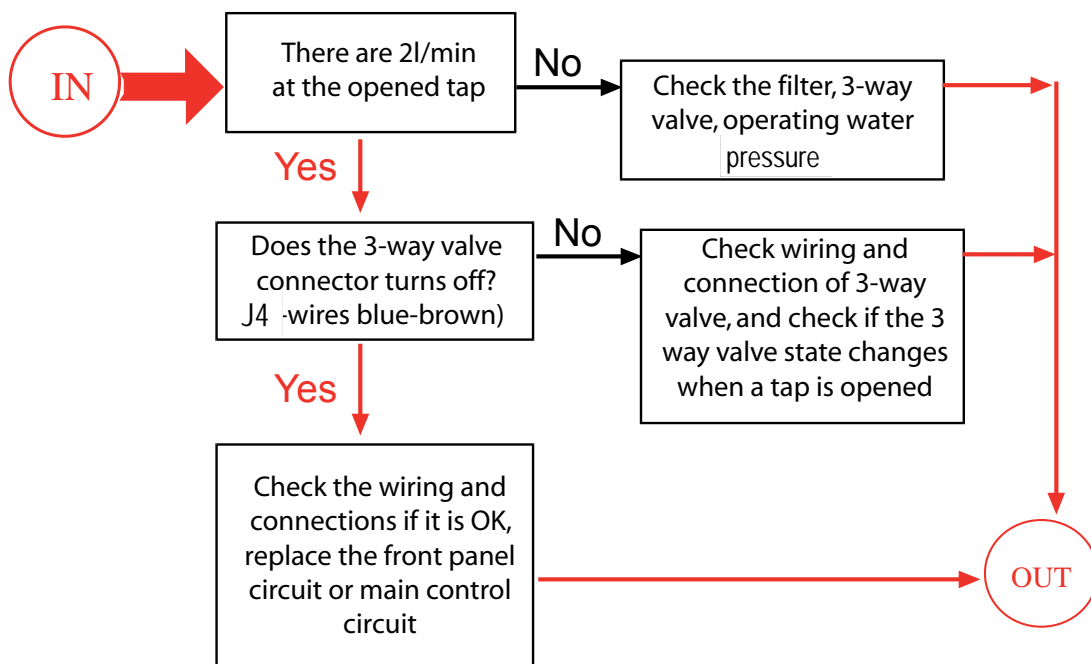 IN
There are 2l/min
at the opened tap
No
Check the filter, 3-way
valve, operating water
pressure
Yes
Does the 3-way valve
connector turns off?
J4 -wires blue-brown)
No
Check wiring and
connection of 3-way
valve, and check if the 3
way valve state changes
when a tap is opened
Yes
Check the wiring and
connections if it is OK,
replace the front panel
circuit or main control
circuit
OUT